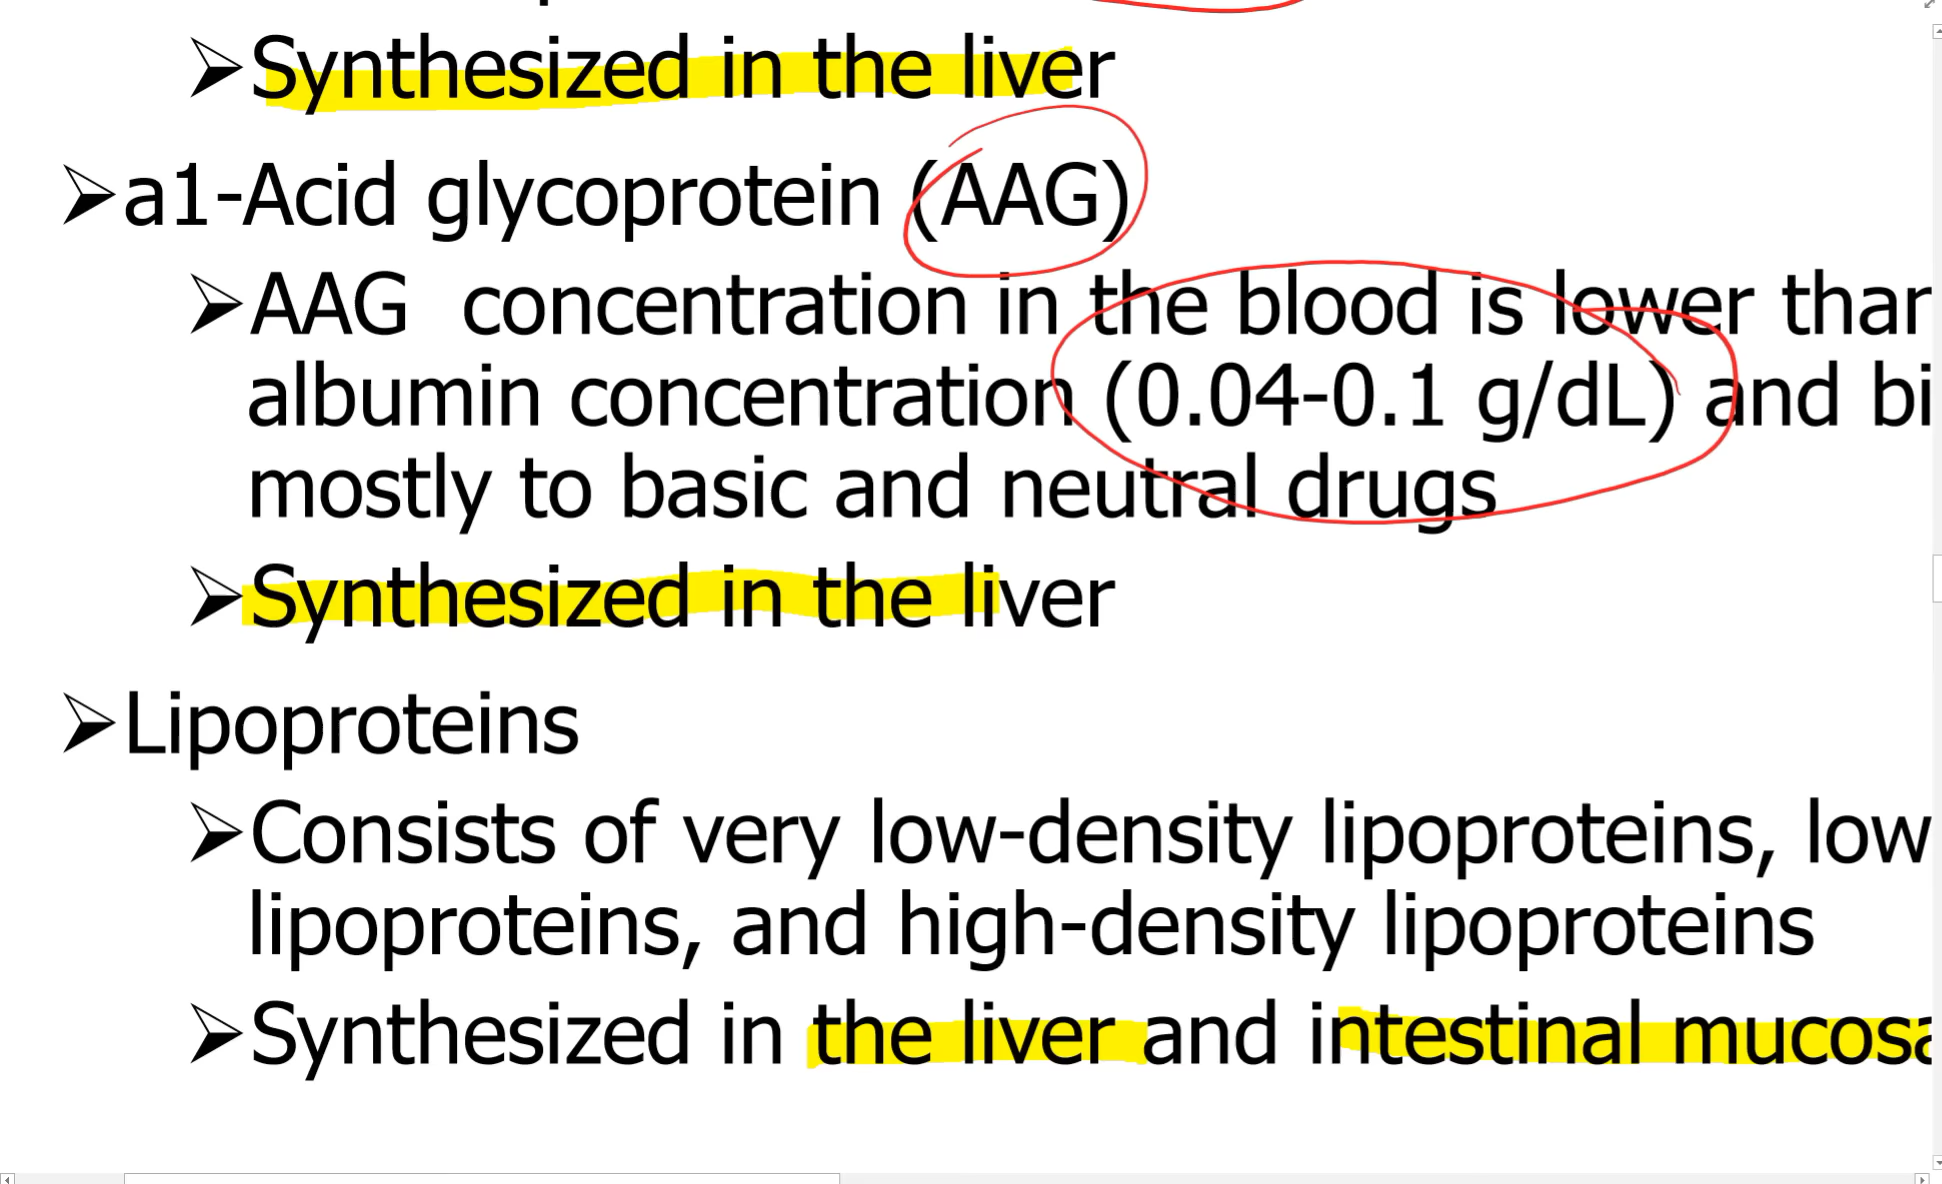 Synthesized in the liver
a1-Acid glycoprotein (AAG)
AAG concentration in the blood is lower than
albumin concentration (0.04-0.1 g/dL) and bi
mostly to basic and neutral drugs
Synthesized in the liver
Lipoproteins
Consists of very low-density lipoproteins, low
lipoproteins, and high-density lipoproteins
Synthesized in the liver and intestinal mucosa